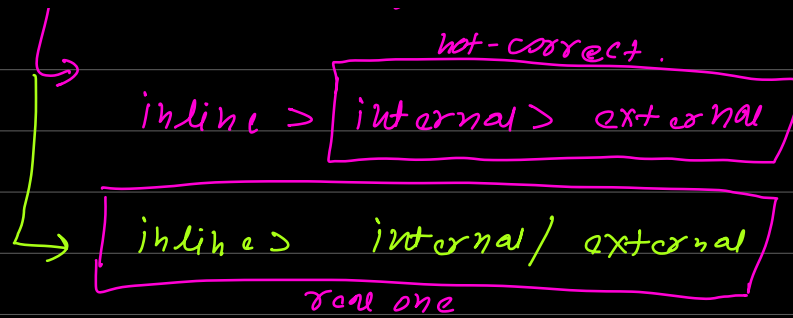 not-correct.
inline > internal > external
inline > internal / external
real one